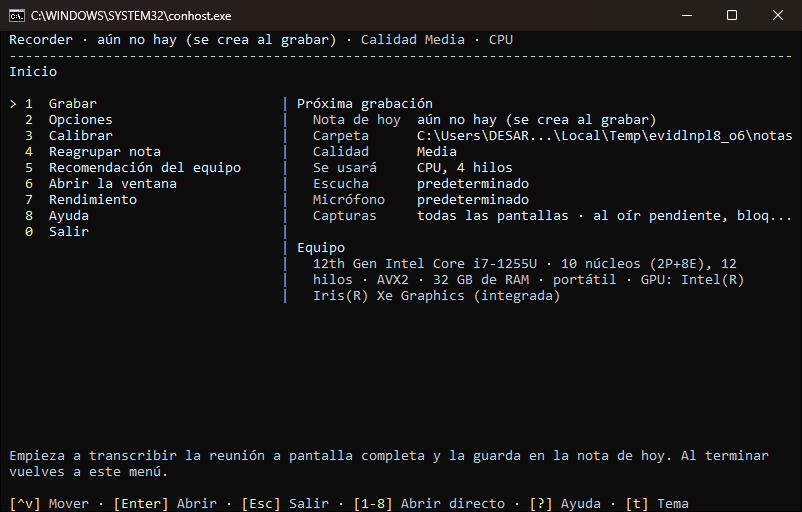 C:\WINDOWS\SYSTEM32\conhost.exe
Recorder · aún no hay (se crea al grabar) · Calidad Media · CPU
Inicio
> 1 Grabar
2 Opciones
3 Calibrar
4 Reagrupar nota
5 Recomendación del equipo
6 Abrir la ventana
7 Rendimiento
8 Ayuda
0 Salir
Próxima grabación
Nota de hoy aún no hay (se crea al grabar)
Carpeta C:\Users\DESAR...\Local\Temp\evidlnpl8_o6\notas
Calidad Media
Se usará CPU, 4 hilos
Escucha predeterminado
Micrófono predeterminado
Capturas todas las pantallas · al oír pendiente, bloq...
Equipo
12th Gen Intel Core i7-1255U · 10 núcleos (2P+8E), 12
hilos · AVX2 · 32 GB de RAM · portátil · GPU: Intel(R)
Iris(R) Xe Graphics (integrada)
Empieza a transcribir la reunión a pantalla completa y la guarda en la nota de hoy. Al terminar
vuelves a este menú.
[^v] Mover · [Enter] Abrir · [Esc] Salir · [1-8] Abrir directo · [?] Ayuda · [t] Tema